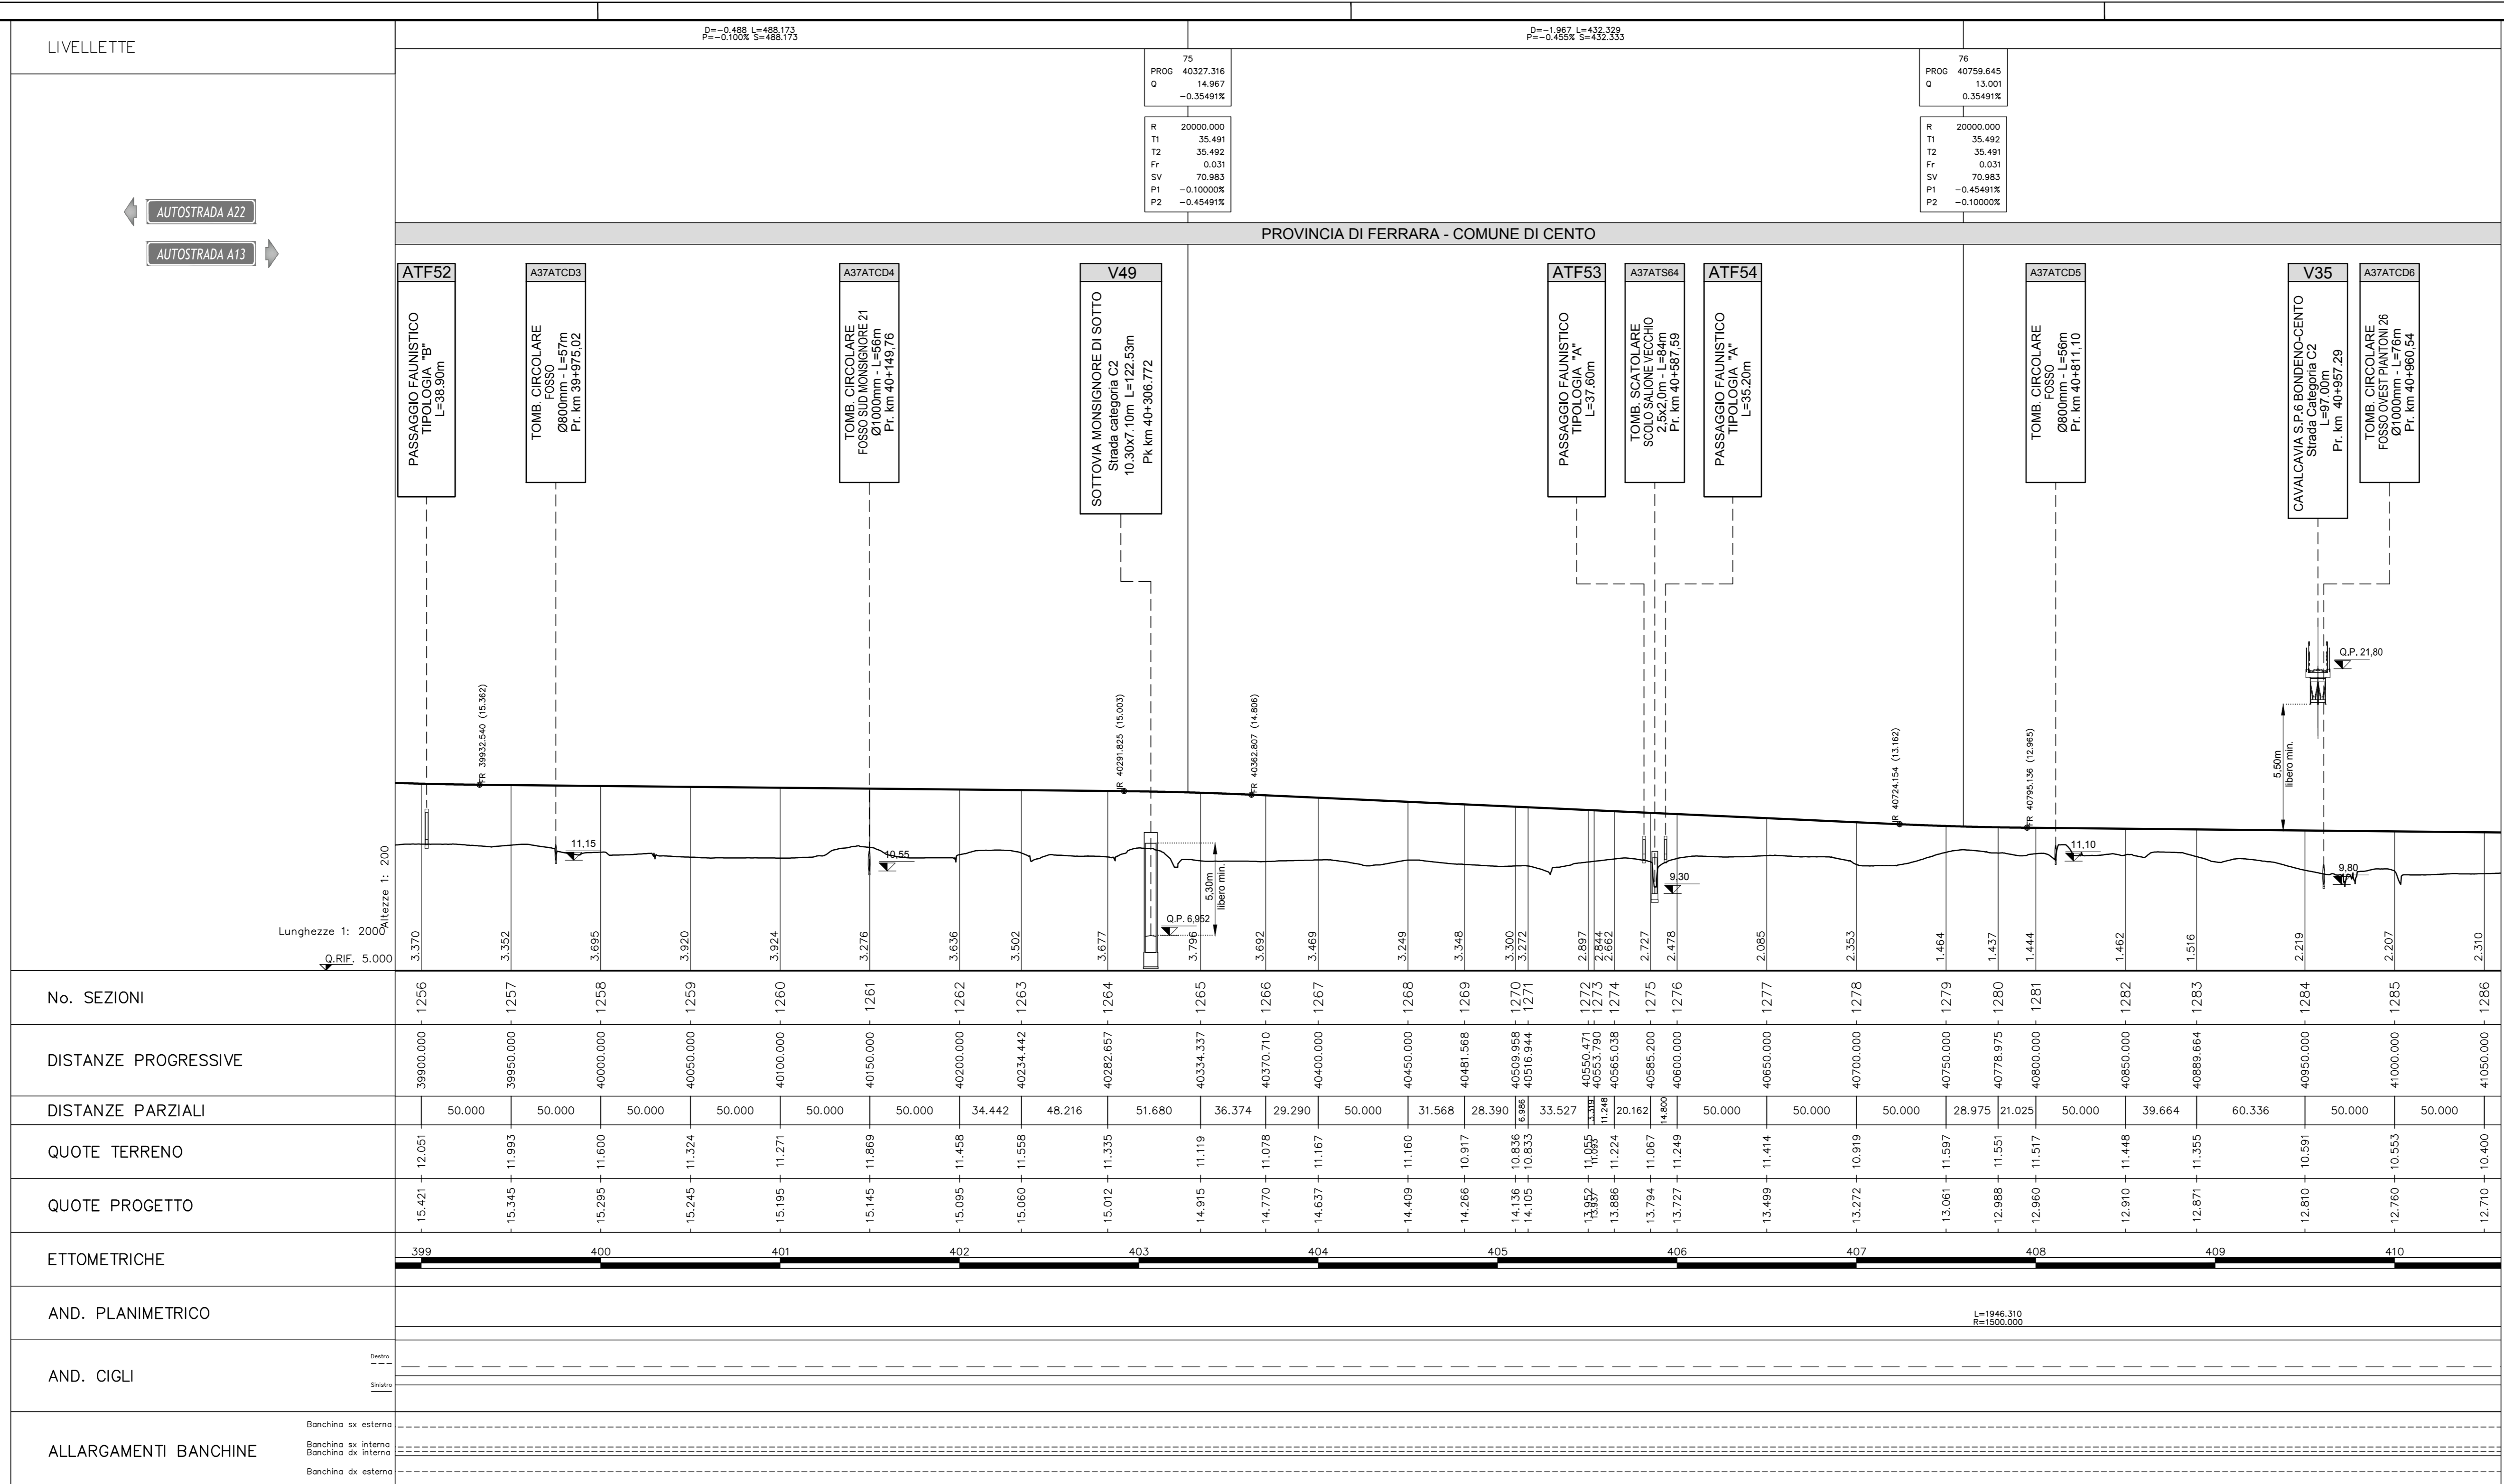 LIVELLETTE
D=-0.488 L=488.173
P=-0.100% S=488.173
D=-1.967 L=432.329
P=-0.455% S=432.333
75
PROG 40327.316
Q 14.967
-0.35491%
R 20000.000
T1 35.491
T2 35.492
Fr 0.031
SV 70.983
P1 -0.10000%
P2 -0.45491%
76
PROG 40759.645
Q 13.001
0.35491%
R 20000.000
T1 35.492
T2 35.491
Fr 0.031
SV 70.983
P1 -0.45491%
P2 -0.10000%
AUTOSTRADA A22
AUTOSTRADA A13
PROVINCIA DI FERRARA - COMUNE DI CENTO
ATF52
PASSAGGIO FAUNISTICO
TIPOLOGIA "B"
L=38.90m
A37ATCD3
TOMB. CIRCOLARE
FOSSO
Ø800mm - L=57m
Pr. km 39+975,02
A37ATCD4
TOMB. CIRCOLARE
FOSSO SUD MONSIGNORE 21
Ø1000mm - L=56m
Pr. km 40+149,76
V49
SOTTOVIA MONSIGNORE DI SOTTO
Strada categoria C2
10.30x7.10m L=122.53m
Pk km 40+306.772
ATF53
PASSAGGIO FAUNISTICO
TIPOLOGIA "A"
L=37.60m
A37ATS64
TOMB. SCATOLARE
SCOLO SALIONE VECCHIO
2,5x2,0m - L=84m
Pr. km 40+587,59
ATF54
PASSAGGIO FAUNISTICO
TIPOLOGIA "A"
L=35.20m
A37ATCD5
TOMB. CIRCOLARE
FOSSO
Ø800mm - L=56m
Pr. km 40+811,10
V35
CAVALCAVIA S.P.6 BONDENO-CENTO
Strada Categoria C2
L=97.00m
Pr. km 40+957.29
A37ATCD6
TOMB. CIRCOLARE
FOSSO OVEST PIANTONI 26
Ø1000mm - L=76m
Pr. km 40+960,54
FR 39932.540 (15.362)
IR 40291.825 (15.003)
FR 40362.807 (14.806)
IR 40724.154 (13.162)
FR 40795.136 (12.965)
Q.P. 21,80
5,50m
libero min.
11,15
10,55
5,30m
libero min.
Q.P. 6,952
9,30
11,10
9,80
Altezze 1: 200
Lunghezze 1: 2000
Q.RIF. 5.000
3.370 3.352 3.695 3.920 3.924 3.276 3.636 3.502 3.677 3.796 3.692 3.469 3.249 3.348 3.300 3.272 2.897 2.844 2.662 2.727 2.478 2.085 2.353 1.464 1.437 1.444 1.462 1.516 2.219 2.207 2.310
No. SEZIONI
1256 1257 1258 1259 1260 1261 1262 1263 1264 1265 1266 1267 1268 1269 1270 1271 1272 1273 1274 1275 1276 1277 1278 1279 1280 1281 1282 1283 1284 1285 1286
DISTANZE PROGRESSIVE
39900.000 39950.000 40000.000 40050.000 40100.000 40150.000 40200.000 40234.442 40282.657 40334.337 40370.710 40400.000 40450.000 40481.568 40509.958 40516.944 40550.471 40553.790 40565.038 40585.200 40600.000 40650.000 40700.000 40750.000 40778.975 40800.000 40850.000 40889.664 40950.000 41000.000 41050.000
DISTANZE PARZIALI
50.000 50.000 50.000 50.000 50.000 50.000 34.442 48.216 51.680 36.374 29.290 50.000 31.568 28.390 6.986 33.527 3.319 11.248 20.162 14.800 50.000 50.000 50.000 28.975 21.025 50.000 39.664 60.336 50.000 50.000
QUOTE TERRENO
12.051 11.993 11.600 11.324 11.271 11.869 11.458 11.558 11.335 11.119 11.078 11.167 11.160 10.917 10.836 10.833 11.055 11.093 11.224 11.067 11.249 11.414 10.919 11.597 11.551 11.517 11.448 11.355 10.591 10.553 10.400
QUOTE PROGETTO
15.421 15.345 15.295 15.245 15.195 15.145 15.095 15.060 15.012 14.915 14.770 14.637 14.409 14.266 14.136 14.105 13.952 13.937 13.886 13.794 13.727 13.499 13.272 13.061 12.988 12.960 12.910 12.871 12.810 12.760 12.710
ETTOMETRICHE
399 400 401 402 403 404 405 406 407 408 409 410
AND. PLANIMETRICO
L=1946.310
R=1500.000
AND. CIGLI
Destro
Sinistro
ALLARGAMENTI BANCHINE
Banchina sx esterna
Banchina sx interna
Banchina dx interna
Banchina dx esterna